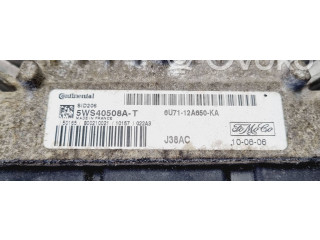 Continental
SID206
5WS40508A-T
MADE IN FRANCE
6U71-12A650-KA
J38AC
FoMoCo
10-06-06